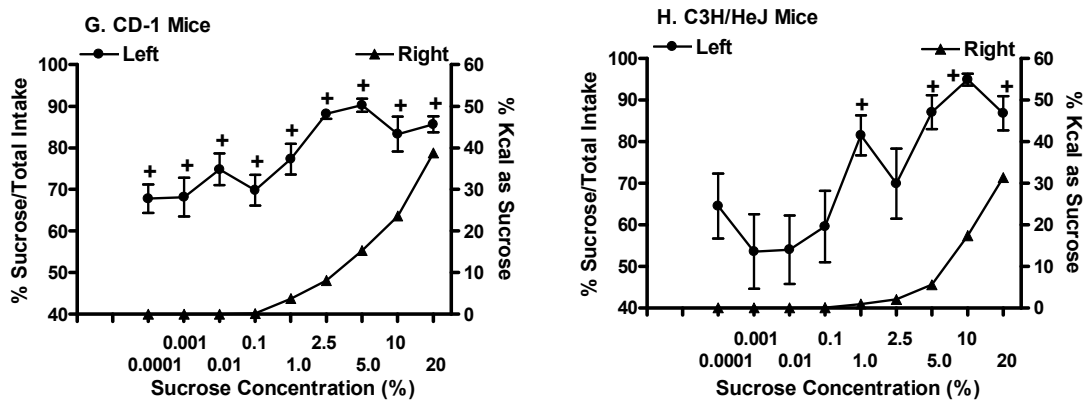 G. CD-1 Mice
Left
Right
% Sucrose/Total Intake
100
90
80
70
60
50
40
+ + + + + + + + +
60
50
40
30
20
10
0
% Kcal as Sucrose
0.001 0.1 2.5 10
0.0001 0.01 1.0 5.0 20
Sucrose Concentration (%)
H. C3H/HeJ Mice
Left
Right
% Sucrose/Total Intake
100
90
80
70
60
50
40
+ + + +
60
50
40
30
20
10
0
% Kcal as Sucrose
0.001 0.1 2.5 10
0.0001 0.01 1.0 5.0 20
Sucrose Concentration (%)